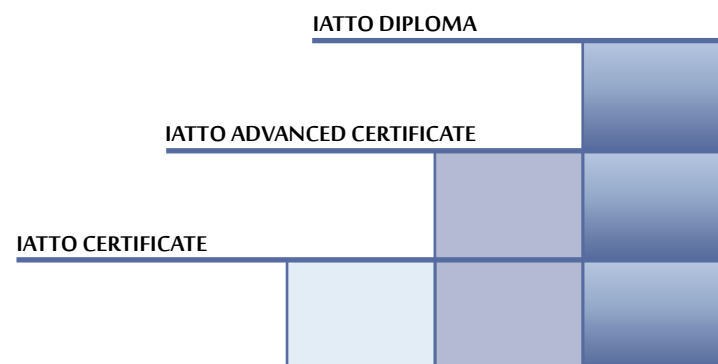 IATTO DIPLOMA
IATTO ADVANCED CERTIFICATE
IATTO CERTIFICATE